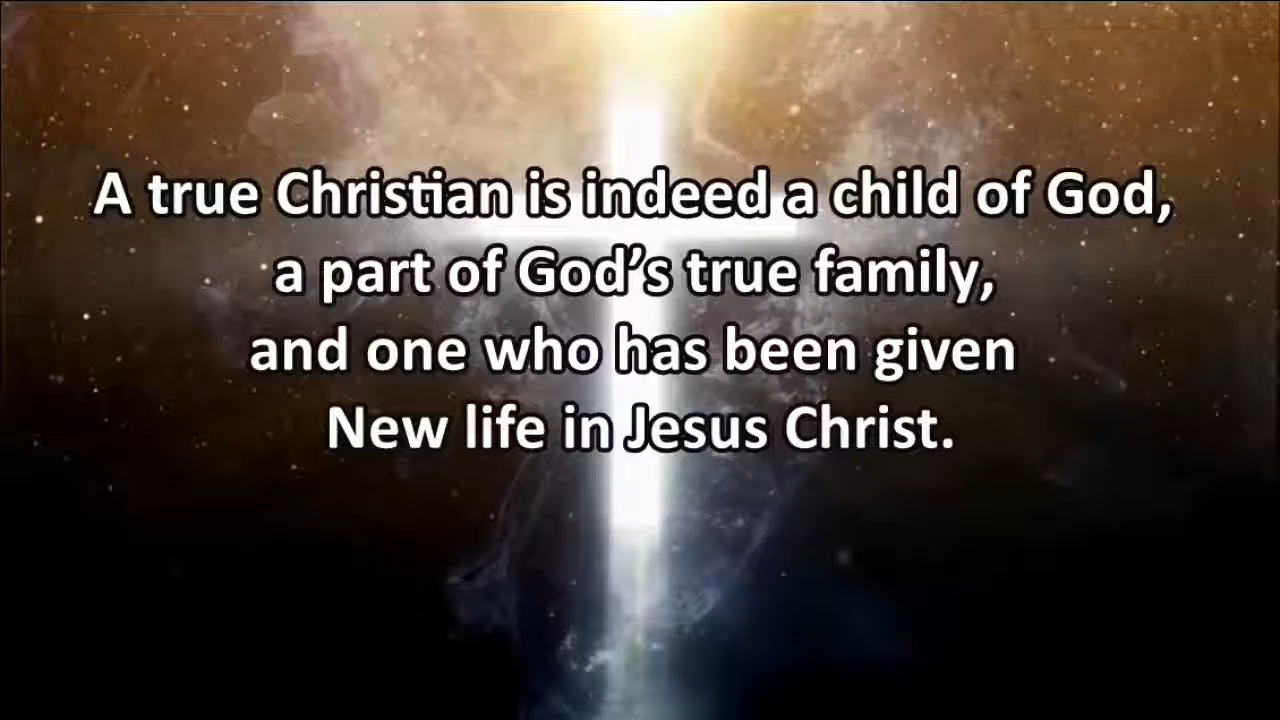 A true Christian is indeed a child of God,
a part of God’s true family,
and one who has been given
New life in Jesus Christ.